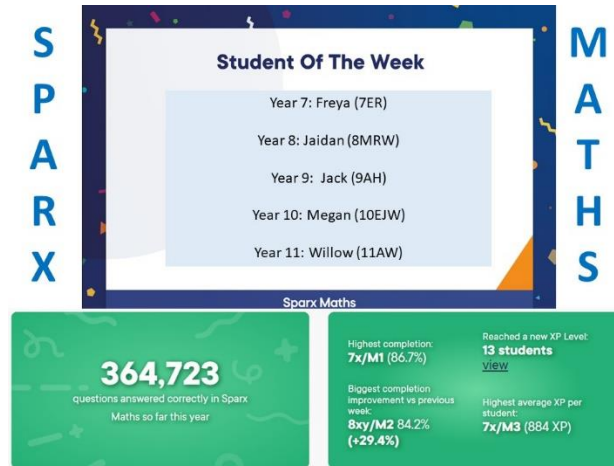 SPARX
MATHS
Student Of The Week
Year 7: Freya (7ER)
Year 8: Jaidan (8MRW)
Year 9: Jack (9AH)
Year 10: Megan (10EJW)
Year 11: Willow (11AW)
Sparx Maths
364,723
questions answered correctly in Sparx
Maths so far this year
Highest completion:
7x/M1 (86.7%)
Biggest completion
improvement vs previous
week:
8xy/M2 84.2%
(+29.4%)
Reached a new XP Level:
13 students
view
Highest average XP per
student:
7x/M3 (884 XP)